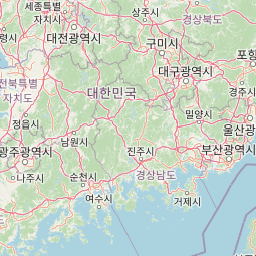 세종특별
자치시
상주시
경상북도
대전광역시
구미시
대구광역시
포항
전북특별
자치도
대한민국
경주시
밀양시
정읍시
울산광
남원시
광주광역시
진주시
부산광역시
나주시
순천시
경상남도
여수시
거제시